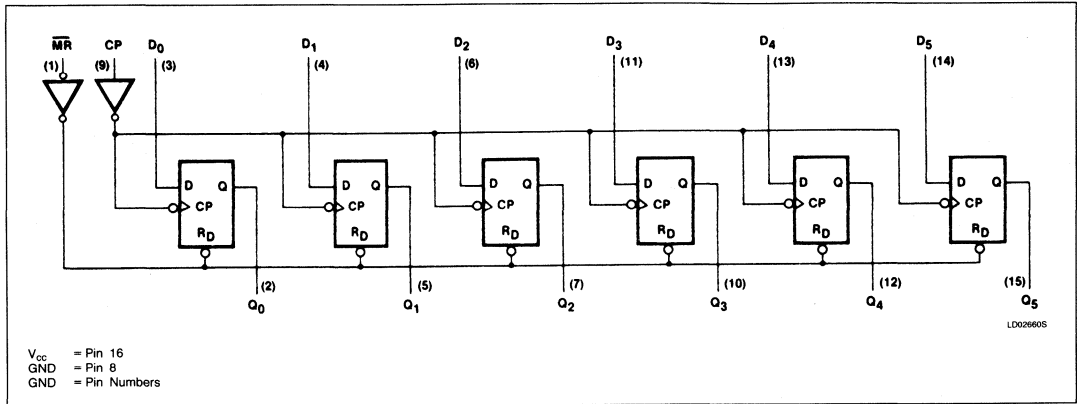 M̅R̅ CP D0 D1 D2 D3 D4 D5
(1) (9) (3) (4) (6) (11) (13) (14)
D Q D Q D Q D Q D Q D Q
CP CP CP CP CP CP
RD RD RD RD RD RD
(2) (5) (7) (10) (12) (15)
Q0 Q1 Q2 Q3 Q4 Q5
LD02660S
Vcc = Pin 16
GND = Pin 8
GND = Pin Numbers